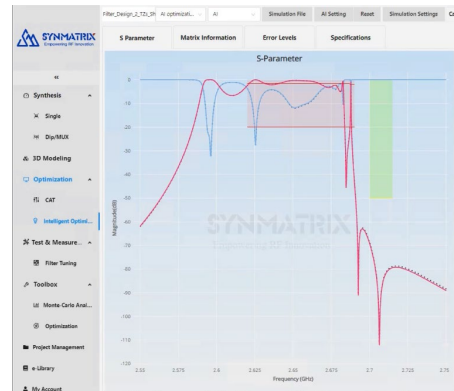 SYNMATRIX
Empowering RF Innovation
Filter_Design_2_TZs_SN
AI optimizati...
AI
Simulation File
AI Setting
Reset
Simulation Settings
S Parameter
Matrix Information
Error Levels
Specifications
«
Synthesis
Single
Dip/MUX
3D Modeling
Optimization
CAT
Intelligent Optimi...
Test & Measure...
Filter Tuning
Toolbox
Monte-Carlo Anal...
Optimization
Project Management
e-Library
My Account
S-Parameter
Magnitude(dB)
0
-10
-20
-30
-40
-50
-60
-70
-80
-90
-100
-110
-120
2.55
2.575
2.6
2.625
2.65
2.675
2.7
2.725
2.75
Frequency (GHz)
SYNMATRIX
Empowering RF Innovation